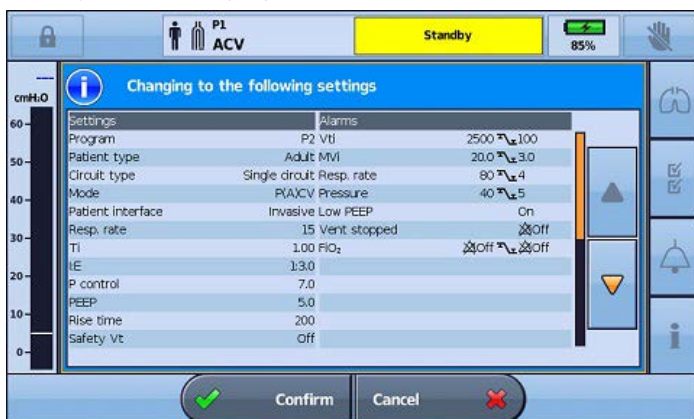 P1
ACV
Standby
85%
cmH2O
Changing to the following settings
60
50
40
30
20
10
0
Settings Alarms
Program P2 Vti 2500 100
Patient type Adult MVi 20.0 3.0
Circuit type Single circuit Resp. rate 80 4
Mode P(A)CV Pressure 40 5
Patient interface Invasive Low PEEP On
Resp. rate 15 Vent stopped Off
Ti 1.00 FiO2 Off Off
I:E 1:3.0
P control 7.0
PEEP 5.0
Rise time 200
Safety Vt Off
Confirm Cancel